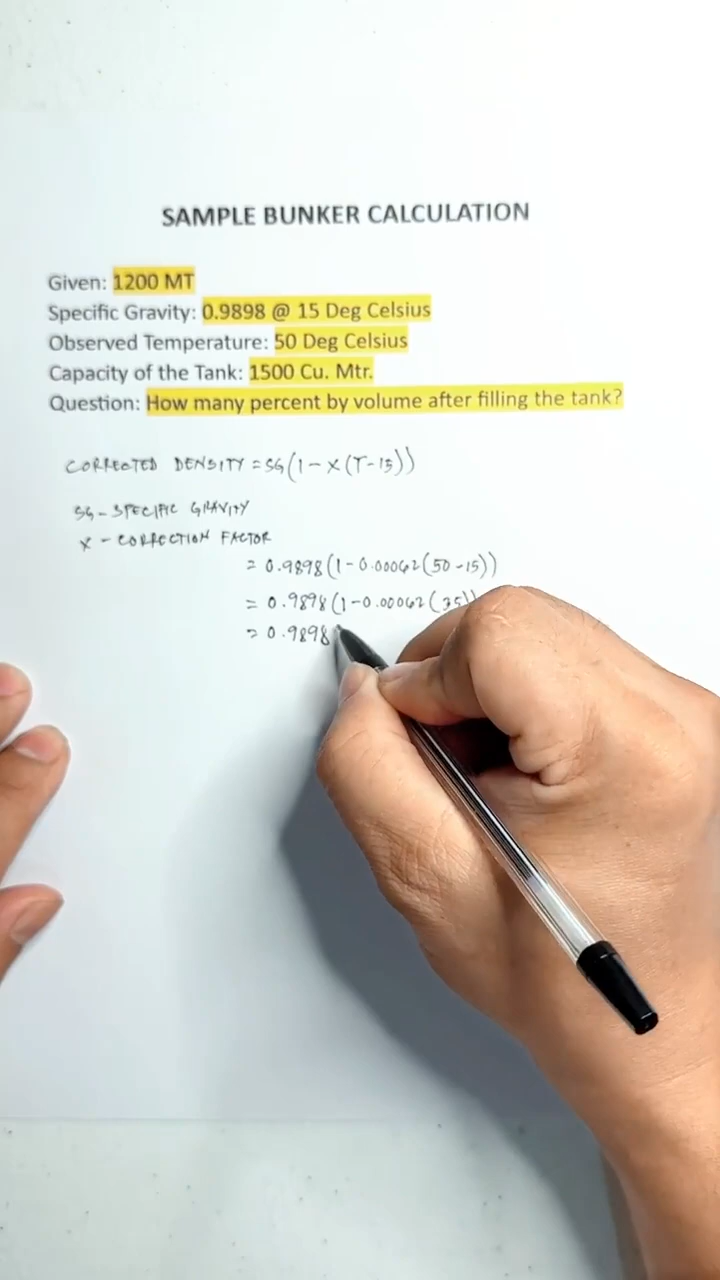 SAMPLE BUNKER CALCULATION
Given: 1200 MT
Specific Gravity: 0.9898 @ 15 Deg Celsius
Observed Temperature: 50 Deg Celsius
Capacity of the Tank: 1500 Cu. Mtr.
Question: How many percent by volume after filling the tank?
CORRECTED DENSITY = SG(1-X(T-15))
SG - SPECIFIC GRAVITY
X - CORRECTION FACTOR
= 0.9898(1-0.00062(50-15))
= 0.9898(1-0.00062(35))
= 0.9898